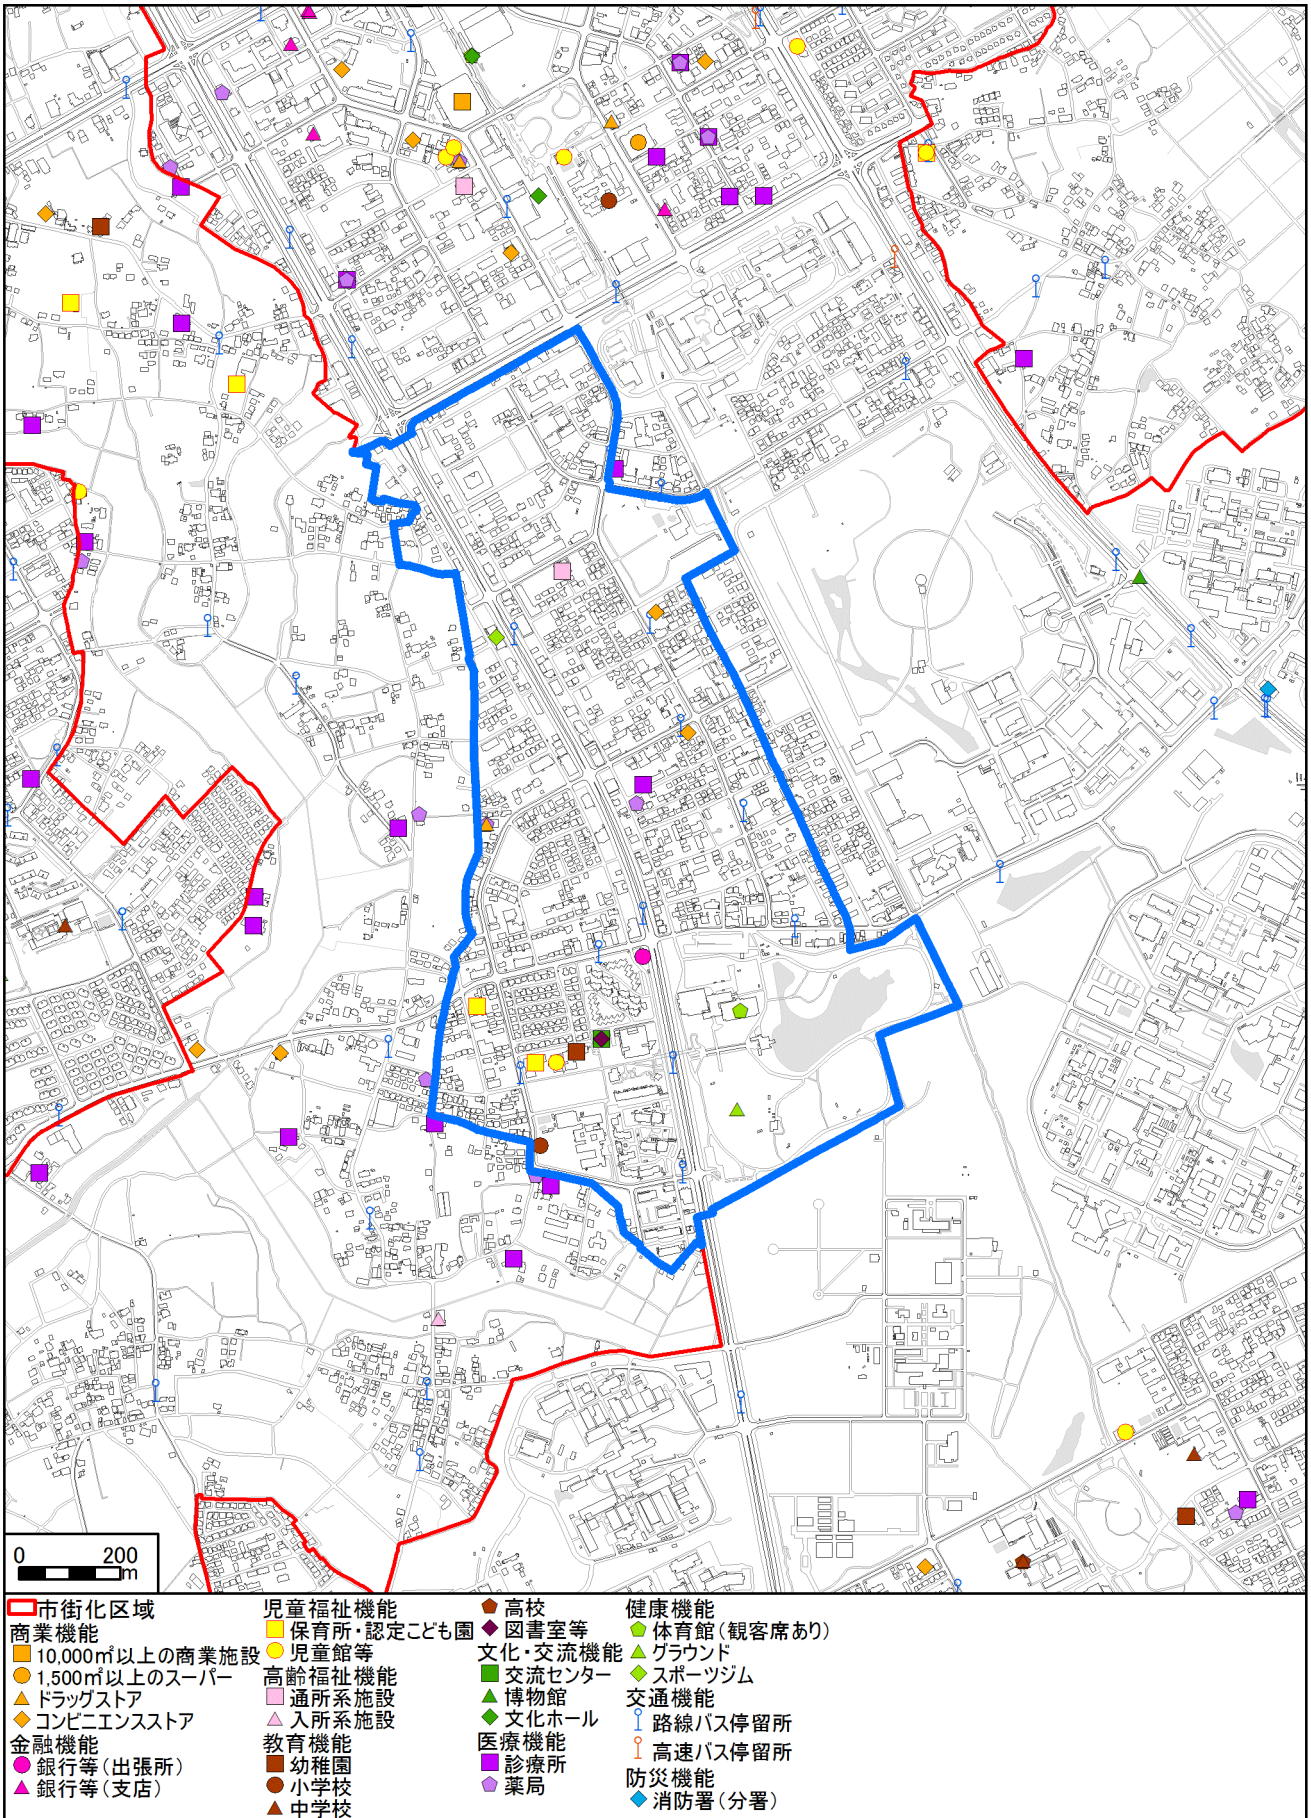 0 200
m
市街化区域
商業機能
10,000㎡以上の商業施設
1,500㎡以上のスーパー
ドラッグストア
コンビニエンスストア
金融機能
銀行等(出張所)
銀行等(支店)
児童福祉機能
保育所・認定こども園
児童館等
高齢福祉機能
通所系施設
入所系施設
教育機能
幼稚園
小学校
中学校
高校
図書室等
文化・交流機能
交流センター
博物館
文化ホール
医療機能
診療所
薬局
健康機能
体育館(観客席あり)
グラウンド
スポーツジム
交通機能
路線バス停留所
高速バス停留所
防災機能
消防署(分署)